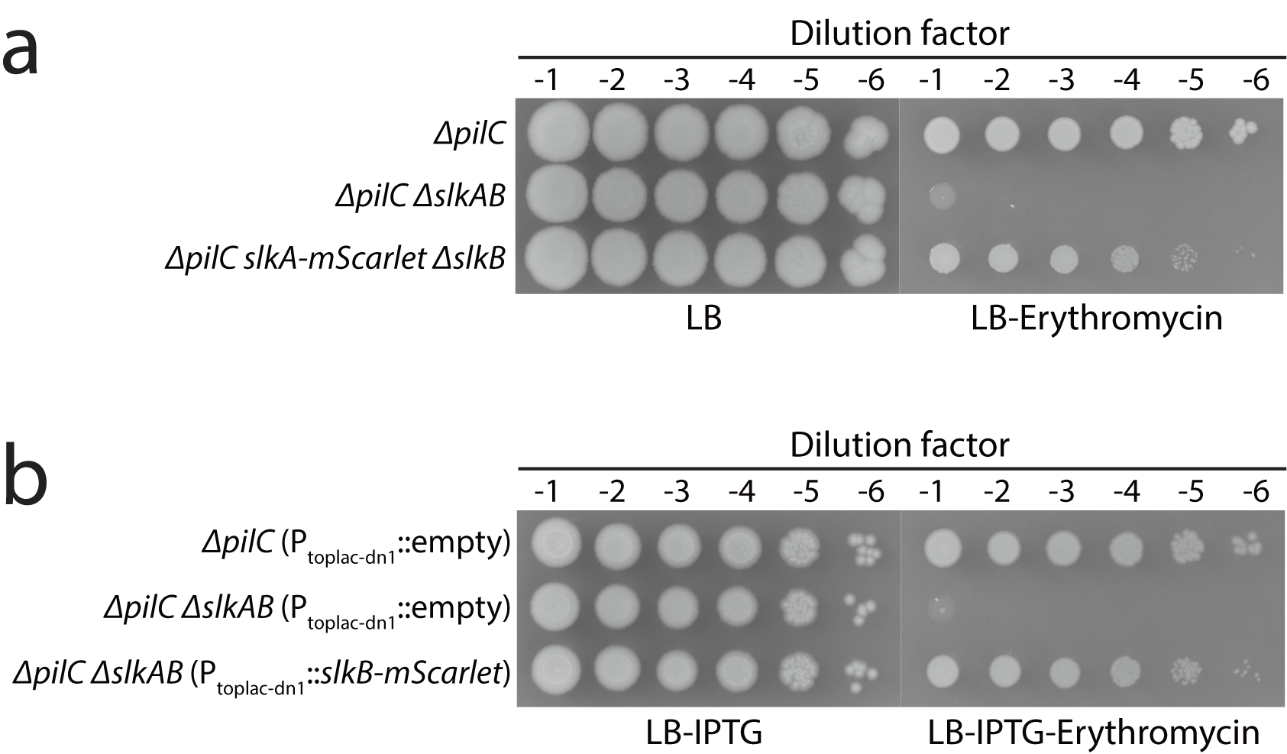 a
Dilution factor
-1 -2 -3 -4 -5 -6 -1 -2 -3 -4 -5 -6
ΔpilC
ΔpilC ΔslkAB
ΔpilC slkA-mScarlet ΔslkB
LB LB-Erythromycin
b
Dilution factor
-1 -2 -3 -4 -5 -6 -1 -2 -3 -4 -5 -6
ΔpilC (Ptoplac-dn1::empty)
ΔpilC ΔslkAB (Ptoplac-dn1::empty)
ΔpilC ΔslkAB (Ptoplac-dn1::slkB-mScarlet)
LB-IPTG LB-IPTG-Erythromycin